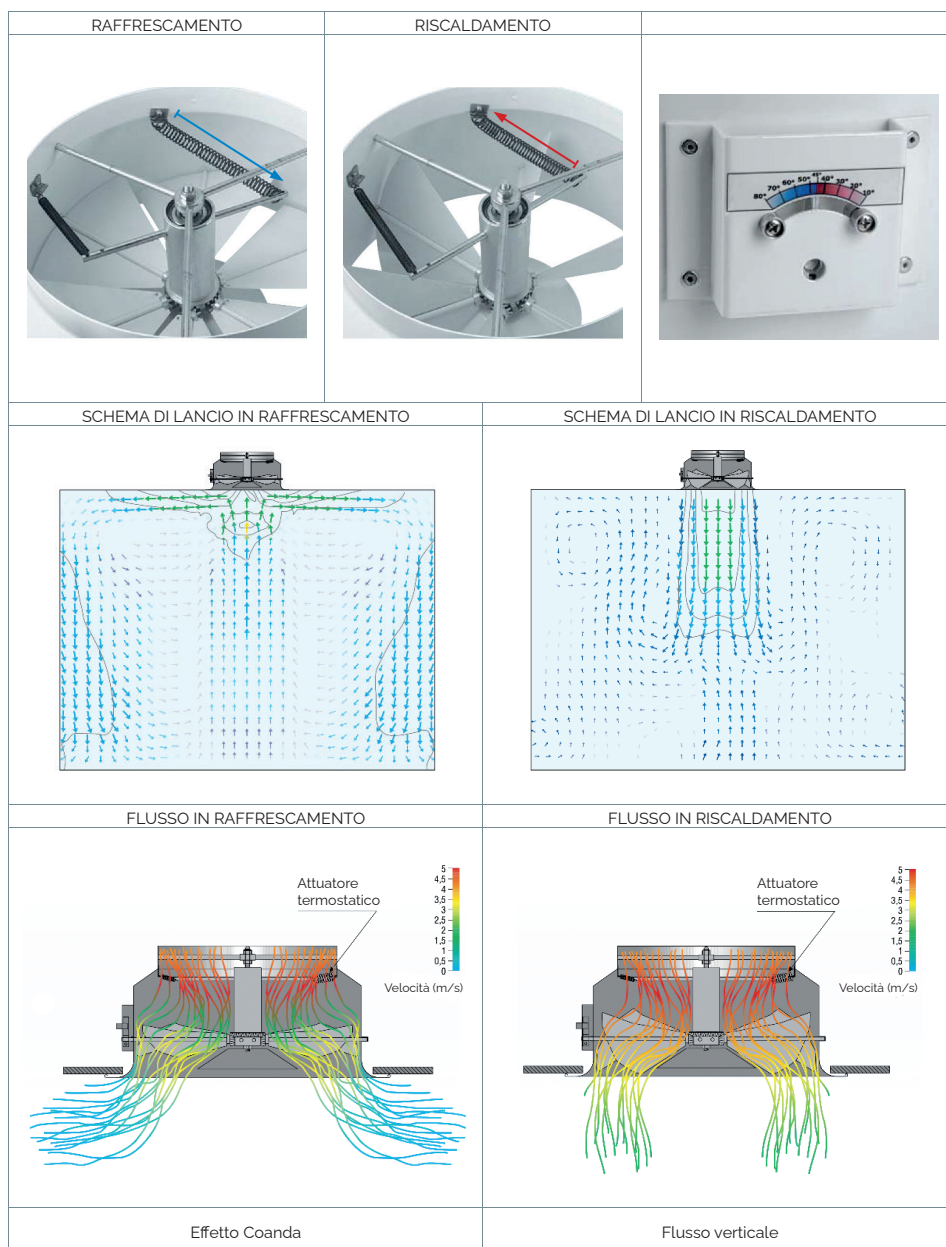 RAFFRESCAMENTO
RISCALDAMENTO
80° 70° 60° 50° 45° 40° 30° 20° 10°
SCHEMA DI LANCIO IN RAFFRESCAMENTO
SCHEMA DI LANCIO IN RISCALDAMENTO
FLUSSO IN RAFFRESCAMENTO
FLUSSO IN RISCALDAMENTO
Attuatore
termostatico
5
4,5
4
3,5
3
2,5
2
1,5
1
0,5
0
Velocità (m/s)
Attuatore
termostatico
5
4,5
4
3,5
3
2,5
2
1,5
1
0,5
0
Velocità (m/s)
Effetto Coanda
Flusso verticale